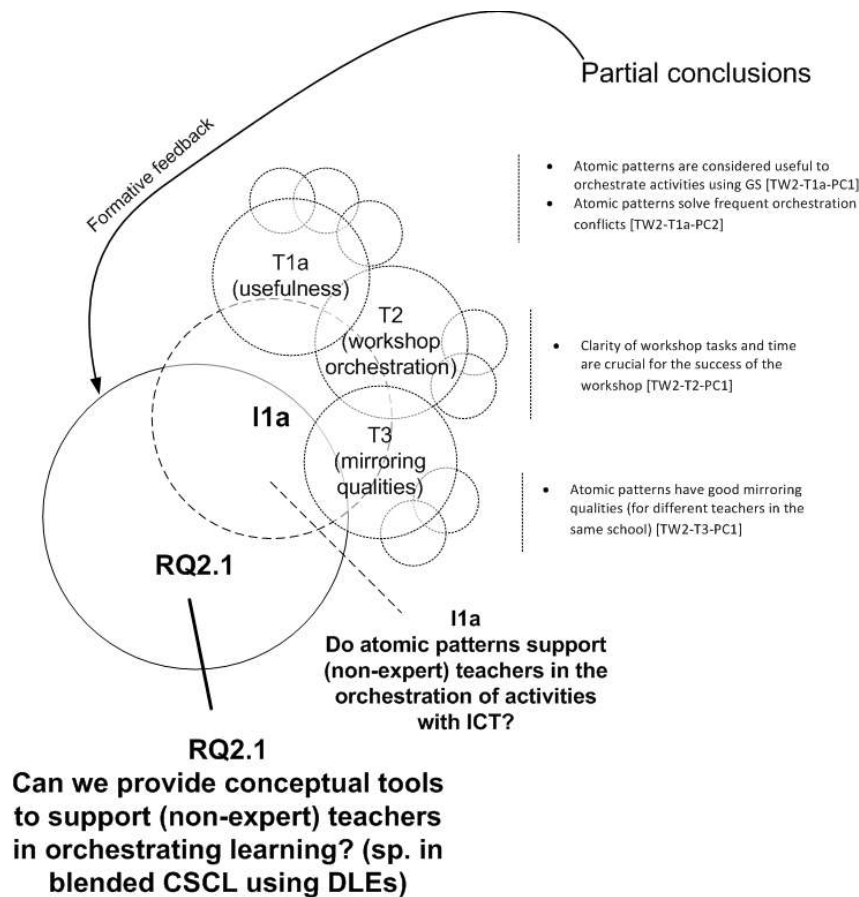 Partial conclusions
Formative feedback
• Atomic patterns are considered useful to
orchestrate activities using GS [TW2-T1a-PC1]
• Atomic patterns solve frequent orchestration
conflicts [TW2-T1a-PC2]
T1a
(usefulness)
T2
(workshop
orchestration)
• Clarity of workshop tasks and time
are crucial for the success of the
workshop [TW2-T2-PC1]
I1a
T3
(mirroring
qualities)
• Atomic patterns have good mirroring
qualities (for different teachers in the
same school) [TW2-T3-PC1]
RQ2.1
I1a
Do atomic patterns support
(non-expert) teachers in the
orchestration of activities
with ICT?
RQ2.1
Can we provide conceptual tools
to support (non-expert) teachers
in orchestrating learning? (sp. in
blended CSCL using DLEs)